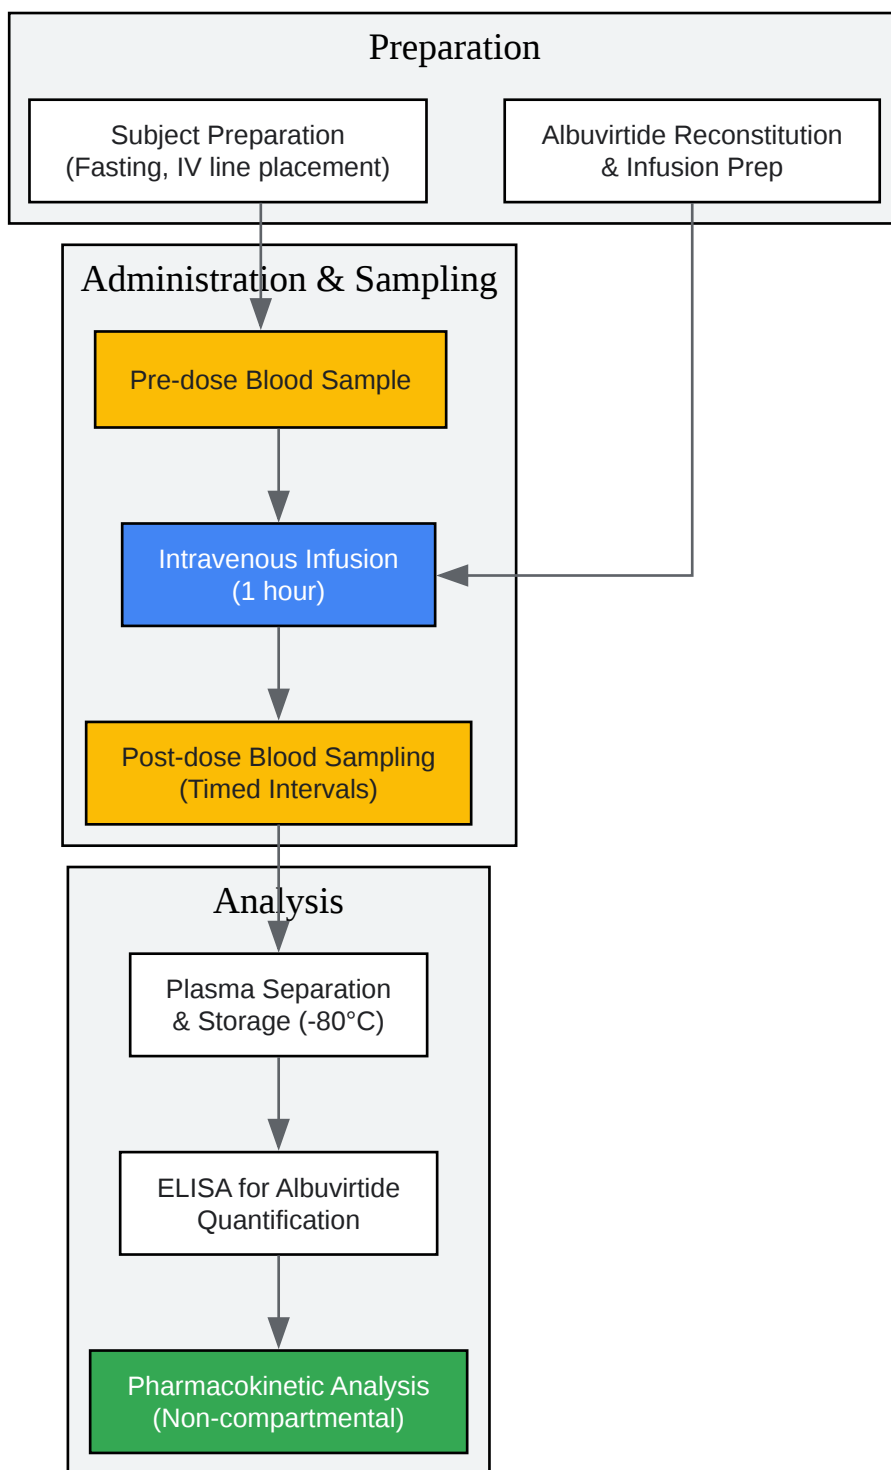 Preparation
Subject Preparation
(Fasting, IV line placement)
Albuvirtide Reconstitution
& Infusion Prep
Administration & Sampling
Pre-dose Blood Sample
Intravenous Infusion
(1 hour)
Post-dose Blood Sampling
(Timed Intervals)
Analysis
Plasma Separation
& Storage (-80°C)
ELISA for Albuvirtide
Quantification
Pharmacokinetic Analysis
(Non-compartmental)